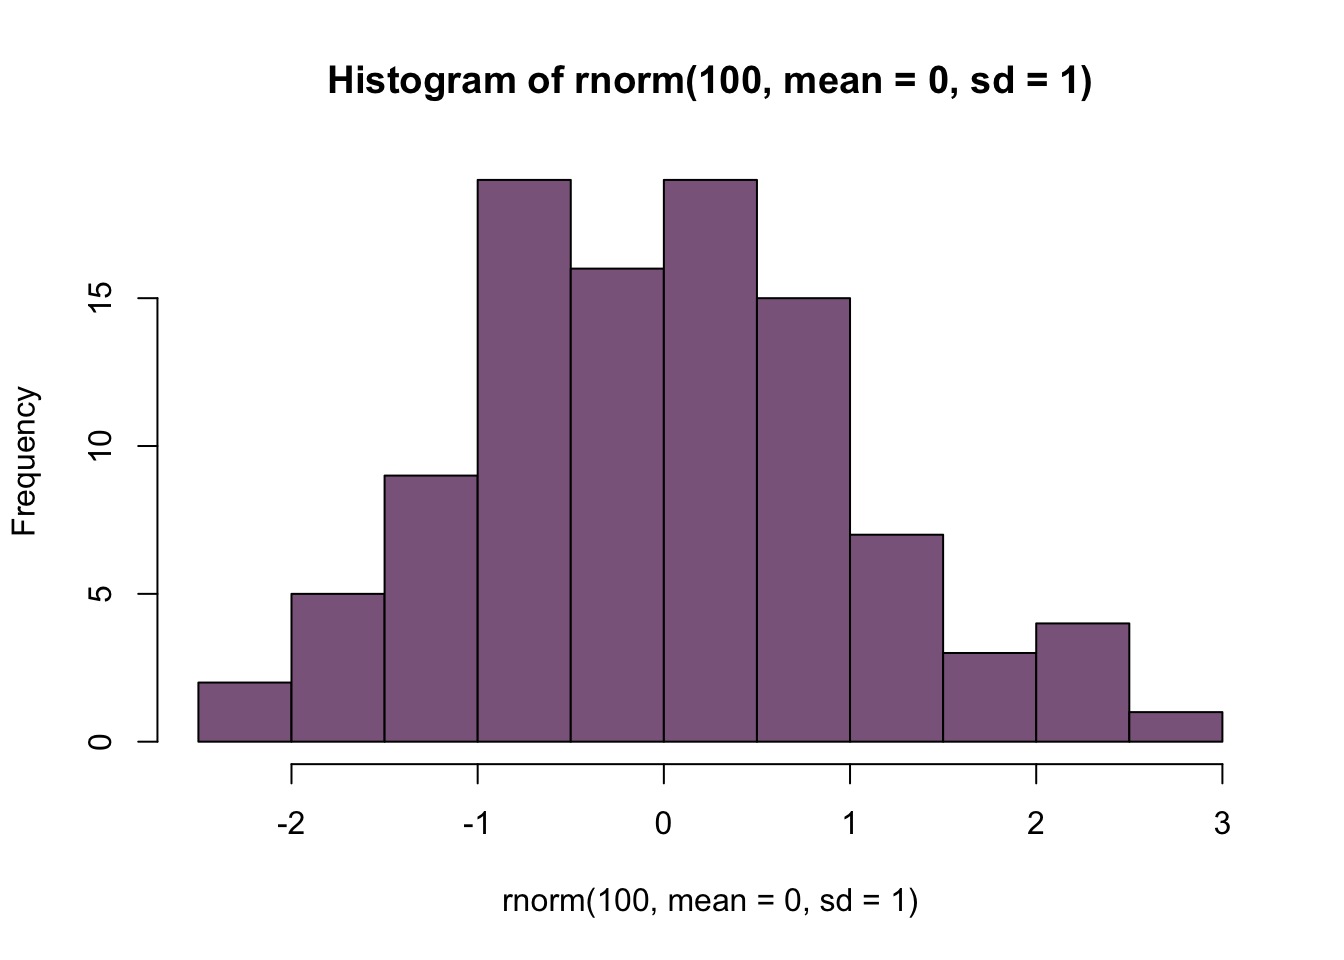 Histogram of rnorm(100, mean = 0, sd = 1)
Frequency
15
10
5
0
-2 -1 0 1 2 3
rnorm(100, mean = 0, sd = 1)